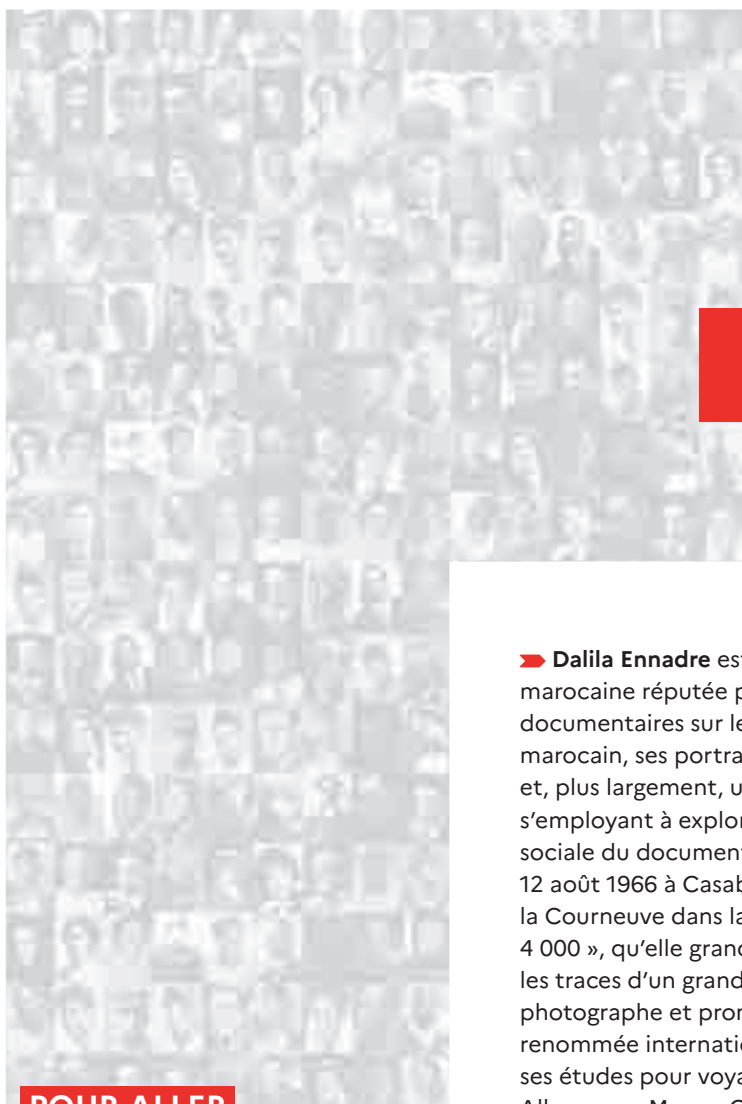 Dalila Ennadre es
marocaine réputée p
documentaires sur le
marocain, ses portra
et, plus largement, u
s'employant à explor
sociale du document
12 août 1966 à Casab
la Courneuve dans la
4 000 », qu'elle grand
les traces d'un grand
photographe et pror
renommée internatio
ses études pour voya
POUR ALLER